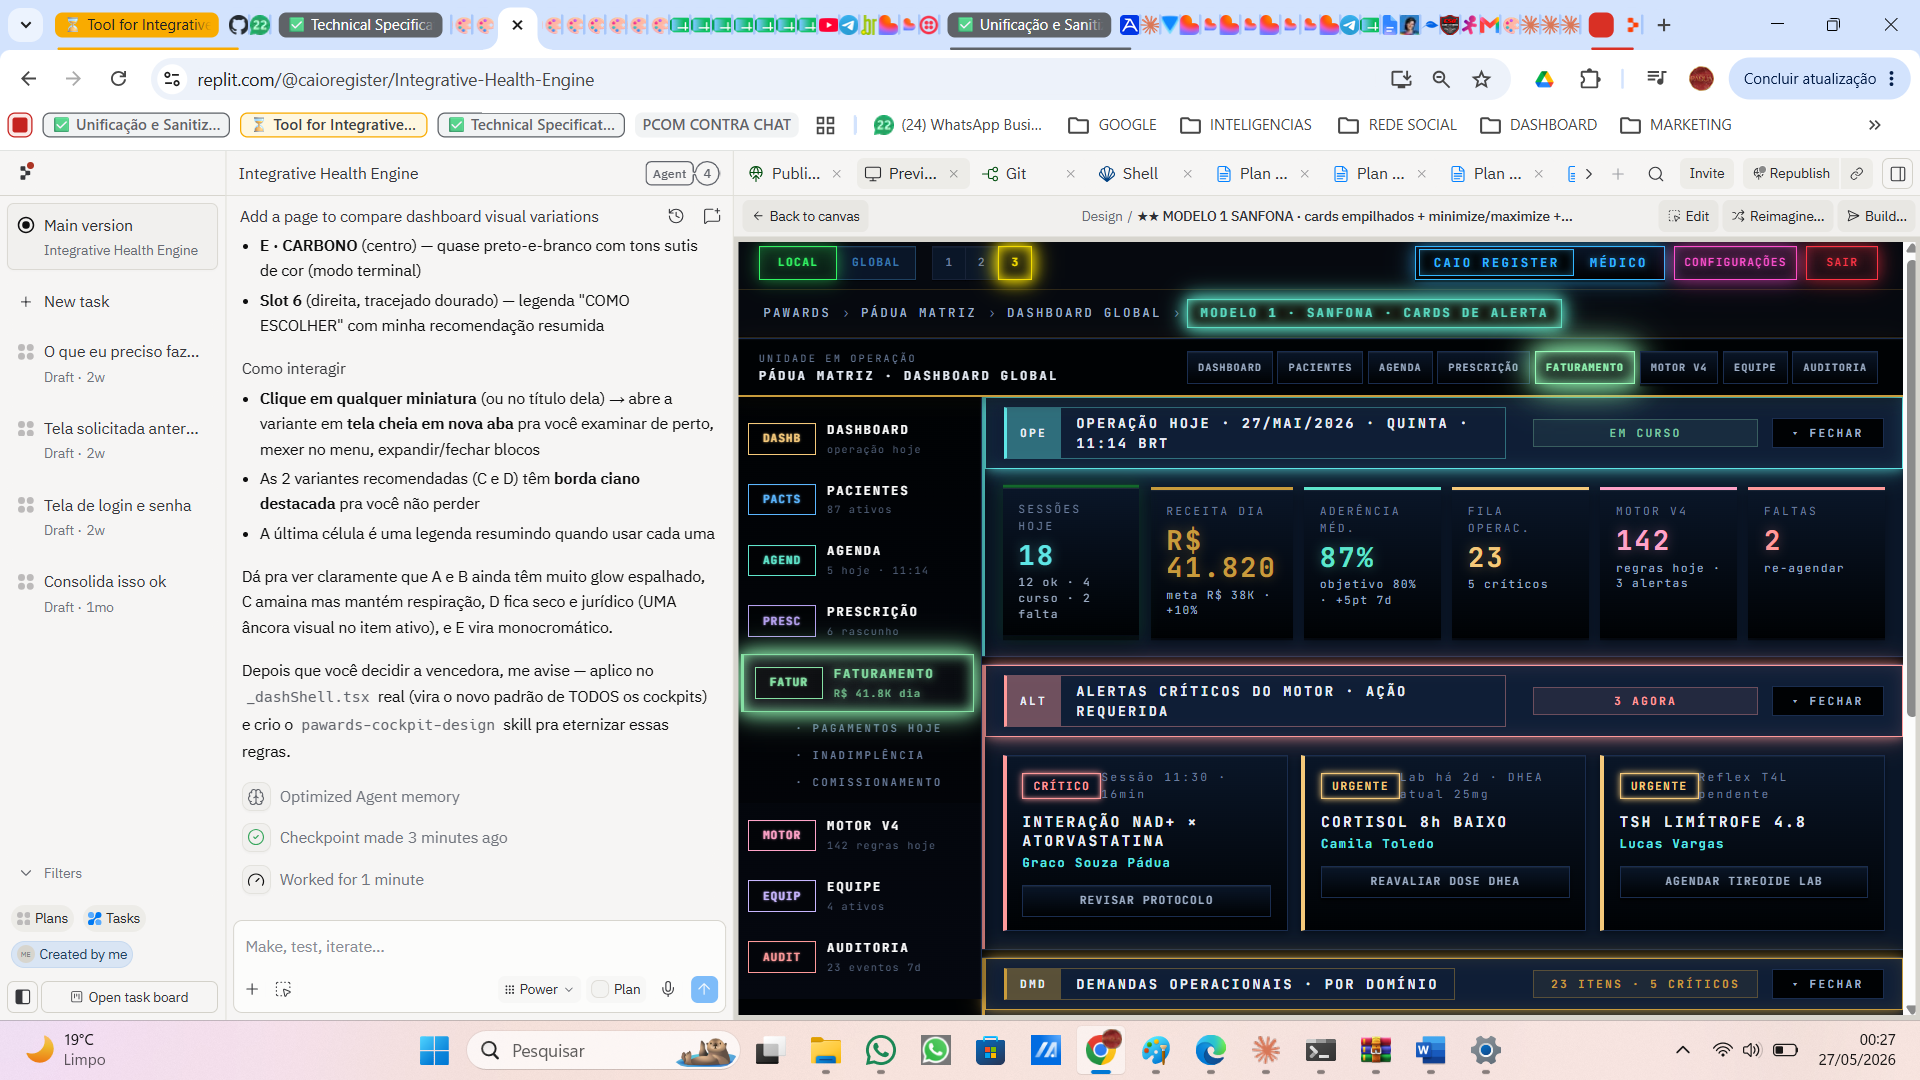 Tool for Integrative
22
Technical Specifica
Unificação e Saniti
replit.com/@caioregister/Integrative-Health-Engine
Concluir atualização
Unificação e Sanitiz...
Tool for Integrative...
Technical Specificat...
PCOM CONTRA CHAT
22
(24) WhatsApp Busi...
GOOGLE
INTELIGENCIAS
REDE SOCIAL
DASHBOARD
MARKETING
Main version
Integrative Health Engine
New task
O que eu preciso faz...
Draft · 2w
Tela solicitada anter...
Draft · 2w
Tela de login e senha
Draft · 2w
Consolida isso ok
Draft · 1mo
Filters
Plans
Tasks
ME
Created by me
Open task board
Integrative Health Engine
Agent
4
Add a page to compare dashboard visual variations
• E · CARBONO (centro) — quase preto-e-branco com tons sutis
de cor (modo terminal)
• Slot 6 (direita, tracejado dourado) — legenda "COMO
ESCOLHER" com minha recomendação resumida
Como interagir
• Clique em qualquer miniatura (ou no título dela) → abre a
variante em tela cheia em nova aba pra você examinar de perto,
mexer no menu, expandir/fechar blocos
• As 2 variantes recomendadas (C e D) têm borda ciano
destacada pra você não perder
• A última célula é uma legenda resumindo quando usar cada uma
Dá pra ver claramente que A e B ainda têm muito glow espalhado,
C amaina mas mantém respiração, D fica seco e jurídico (UMA
âncora visual no item ativo), e E vira monocromático.
Depois que você decidir a vencedora, me avise — aplico no
_dashShell.tsx real (vira o novo padrão de TODOS os cockpits)
e crio o pawards-cockpit-design skill pra eternizar essas
regras.
Optimized Agent memory
Checkpoint made 3 minutes ago
Worked for 1 minute
Make, test, iterate...
Power
Plan
Publi...
Previ...
Git
Shell
Plan ...
Plan ...
Plan ...
Invite
Republish
Back to canvas
Design / ★★ MODELO 1 SANFONA · cards empilhados + minimize/maximize +...
Edit
Reimagine...
Build...
LOCAL
GLOBAL
1
2
3
CAIO REGISTER
MÉDICO
CONFIGURAÇÕES
SAIR
PAWARDS › PÁDUA MATRIZ › DASHBOARD GLOBAL › MODELO 1 · SANFONA · CARDS DE ALERTA
UNIDADE EM OPERAÇÃO
PÁDUA MATRIZ · DASHBOARD GLOBAL
DASHBOARD
PACIENTES
AGENDA
PRESCRIÇÃO
FATURAMENTO
MOTOR V4
EQUIPE
AUDITORIA
DASHB
DASHBOARD
operação hoje
PACTS
PACIENTES
87 ativos
AGEND
AGENDA
5 hoje · 11:14
PRESC
PRESCRIÇÃO
6 rascunho
FATUR
FATURAMENTO
R$ 41.8K dia
· PAGAMENTOS HOJE
· INADIMPLÊNCIA
· COMISSIONAMENTO
MOTOR
MOTOR V4
142 regras hoje
EQUIP
EQUIPE
4 ativos
AUDIT
AUDITORIA
23 eventos 7d
OPE
OPERAÇÃO HOJE · 27/MAI/2026 · QUINTA ·
11:14 BRT
EM CURSO
FECHAR
SESSÕES
HOJE
18
12 ok · 4
curso · 2
falta
RECEITA DIA
R$
41.820
meta R$ 38K ·
+10%
ADERÊNCIA
MÉD.
87%
objetivo 80%
· +5pt 7d
FILA
OPERAC.
23
5 críticos
MOTOR V4
142
regras hoje ·
3 alertas
FALTAS
2
re-agendar
ALT
ALERTAS CRÍTICOS DO MOTOR · AÇÃO
REQUERIDA
3 AGORA
FECHAR
CRÍTICO
Sessão 11:30 ·
16min
INTERAÇÃO NAD+ ×
ATORVASTATINA
Graco Souza Pádua
REVISAR PROTOCOLO
URGENTE
Lab há 2d · DHEA
atual 25mg
CORTISOL 8h BAIXO
Camila Toledo
REAVALIAR DOSE DHEA
URGENTE
Reflex T4L
pendente
TSH LIMÍTROFE 4.8
Lucas Vargas
AGENDAR TIREOIDE LAB
DMD
DEMANDAS OPERACIONAIS · POR DOMÍNIO
23 ITENS · 5 CRÍTICOS
FECHAR
19°C
Limpo
Pesquisar
00:27
27/05/2026